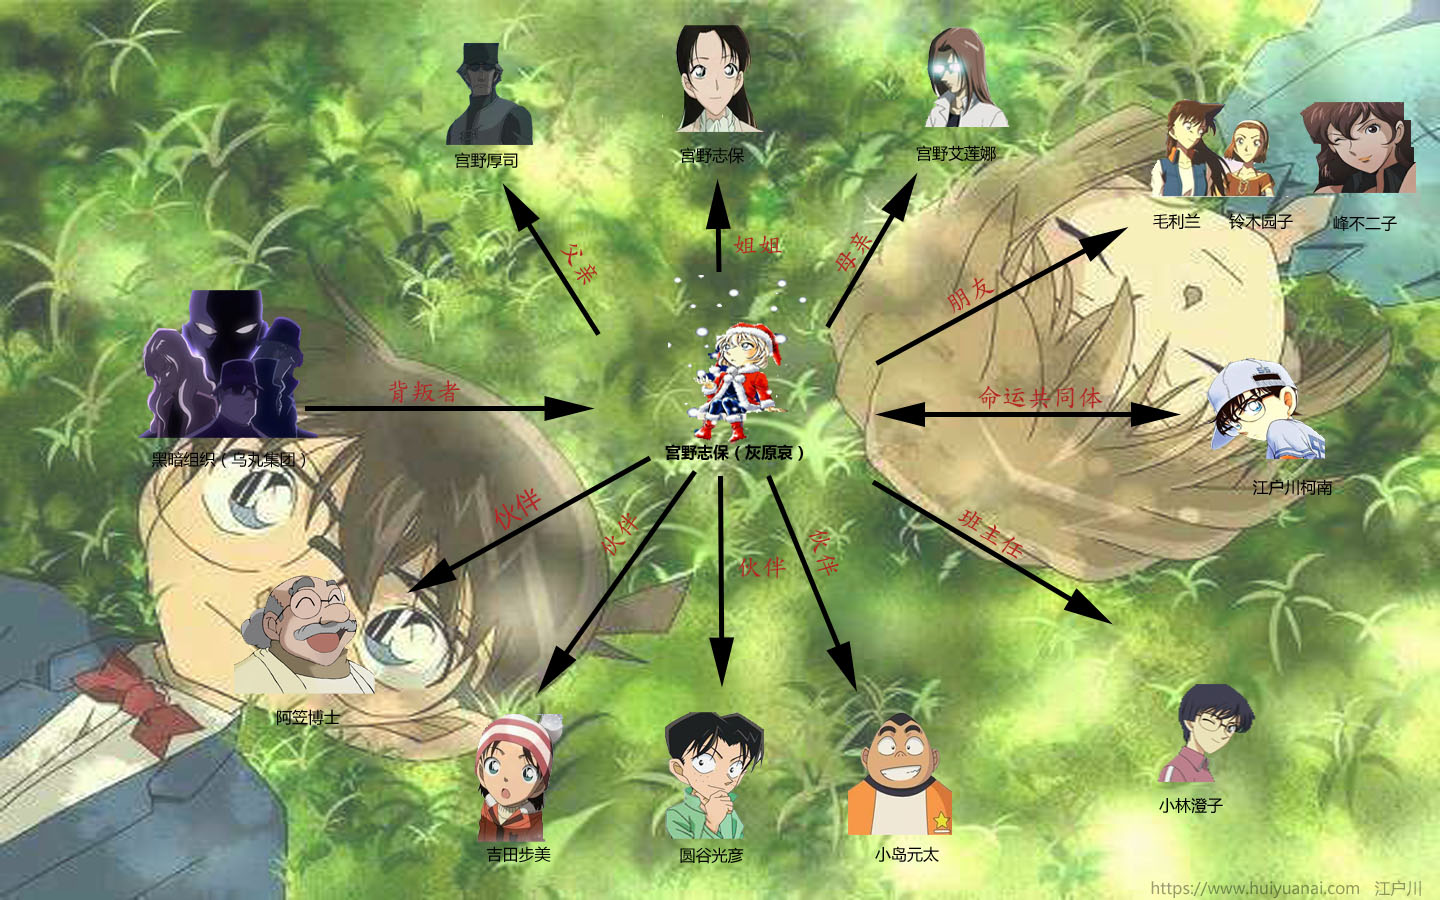 宫野厚司
宫野志保
宫野艾莲娜
毛利兰
铃木园子
峰不二子
父亲
姐姐
母亲
朋友
背叛者
命运共同体
黑暗组织（乌丸集团）
宫野志保（灰原哀）
江户川柯南
伙伴
伙伴
伙伴
伙伴
班主任
阿笠博士
吉田步美
圆谷光彦
小岛元太
小林澄子
https://www.huiyuanai.com 江户川